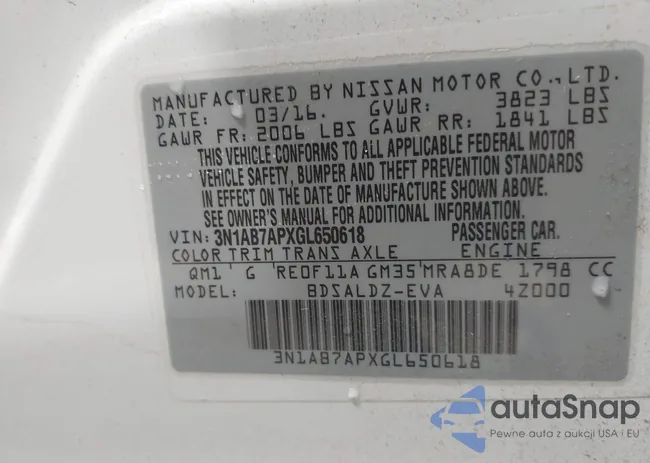 MANUFACTURED BY NISSAN MOTOR CO., LTD.
DATE: 03/16. GVWR: 3823 LBS
GAWR FR: 2006 LBS GAWR RR: 1841 LBS
THIS VEHICLE CONFORMS TO ALL APPLICABLE FEDERAL MOTOR
VEHICLE SAFETY, BUMPER AND THEFT PREVENTION STANDARDS
IN EFFECT ON THE DATE OF MANUFACTURE SHOWN ABOVE.
SEE OWNER'S MANUAL FOR ADDITIONAL INFORMATION
VIN: 3N1AB7APXGL650618 PASSENGER CAR.
COLOR TRIM TRANS AXLE ENGINE
QM1 G RE0F11A GM35 MRA8DE 1798 CC
MODEL: BDSALDZ-EVA 4Z000
3N1AB7APXGL650618
autaSnap
Pewne auta z aukcji USA i EU